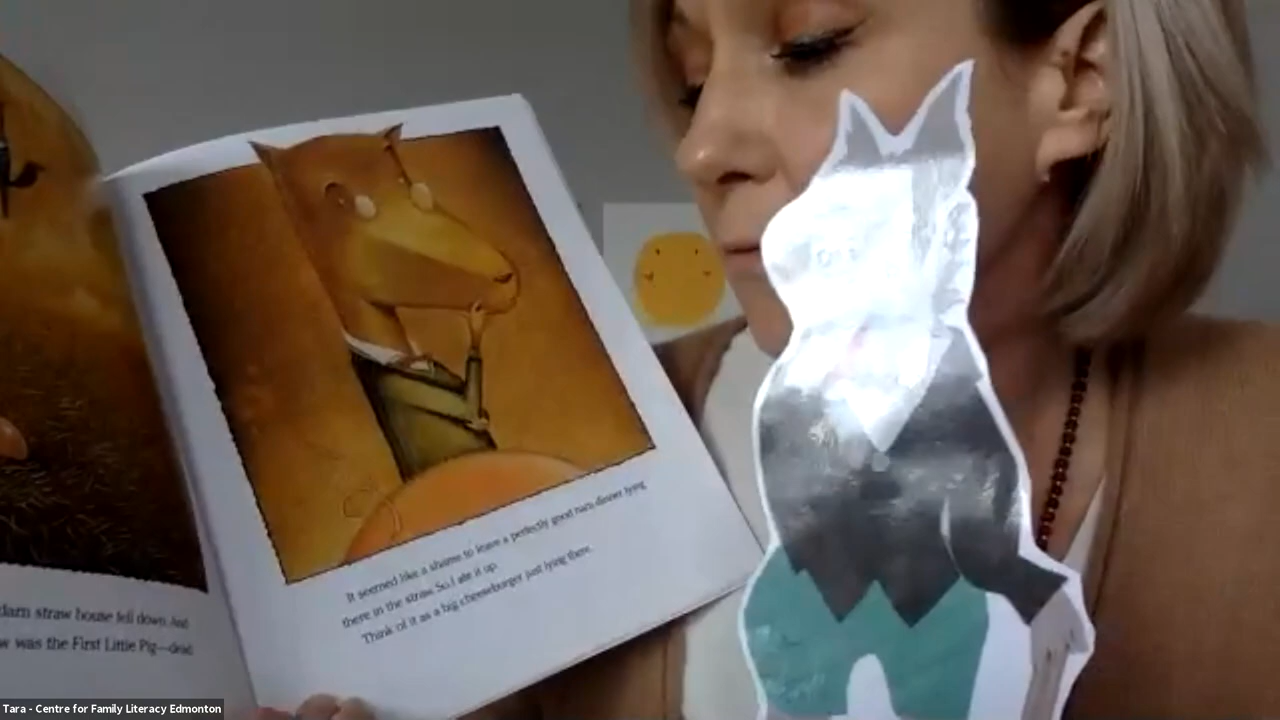 darn straw house fell down. And
w was the First Little Pig—dead
It seemed like a shame to leave a perfectly good ham dinner lying
there in the straw. So I ate it up.
Think of it as a big cheeseburger just lying there.
Tara - Centre for Family Literacy Edmonton